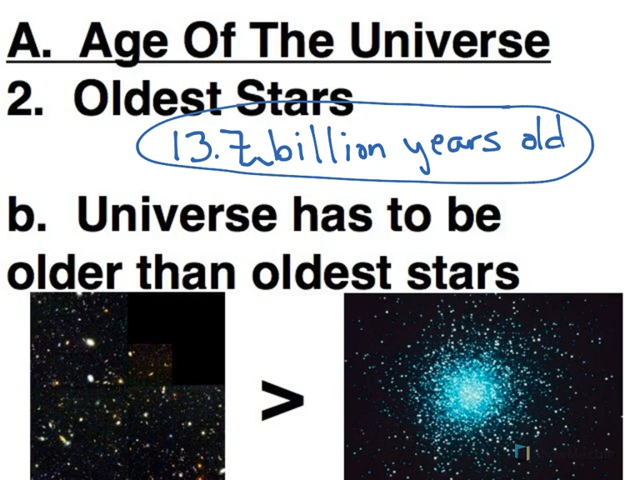 A. Age Of The Universe
2. Oldest Stars
13.7 billion years old
b. Universe has to be
older than oldest stars
>